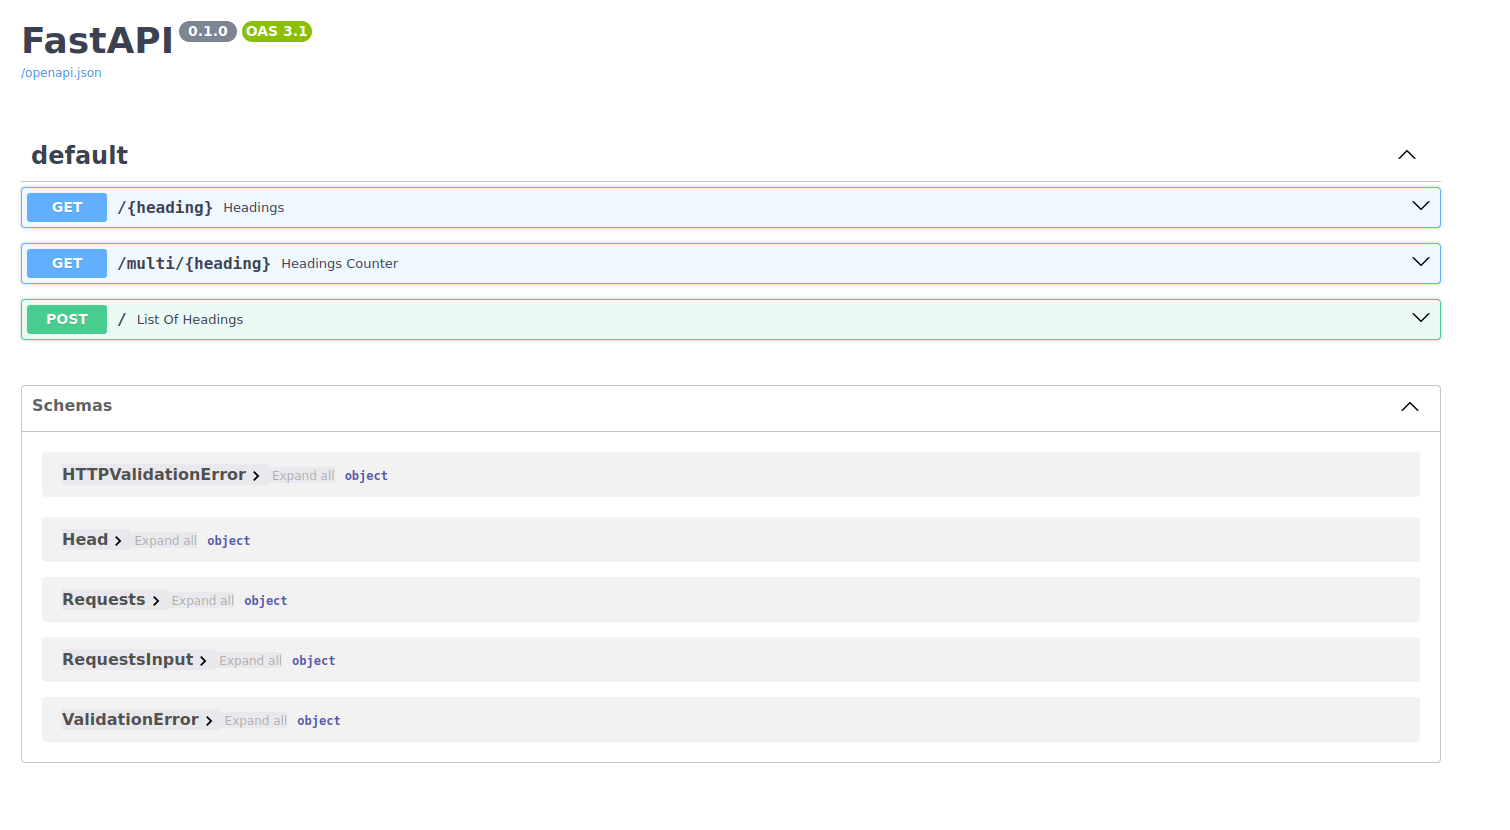 FastAPI 0.1.0 OAS 3.1
/openapi.json
default
GET /{heading} Headings
GET /multi/{heading} Headings Counter
POST / List Of Headings
Schemas
HTTPValidationError Expand all object
Head Expand all object
Requests Expand all object
RequestsInput Expand all object
ValidationError Expand all object